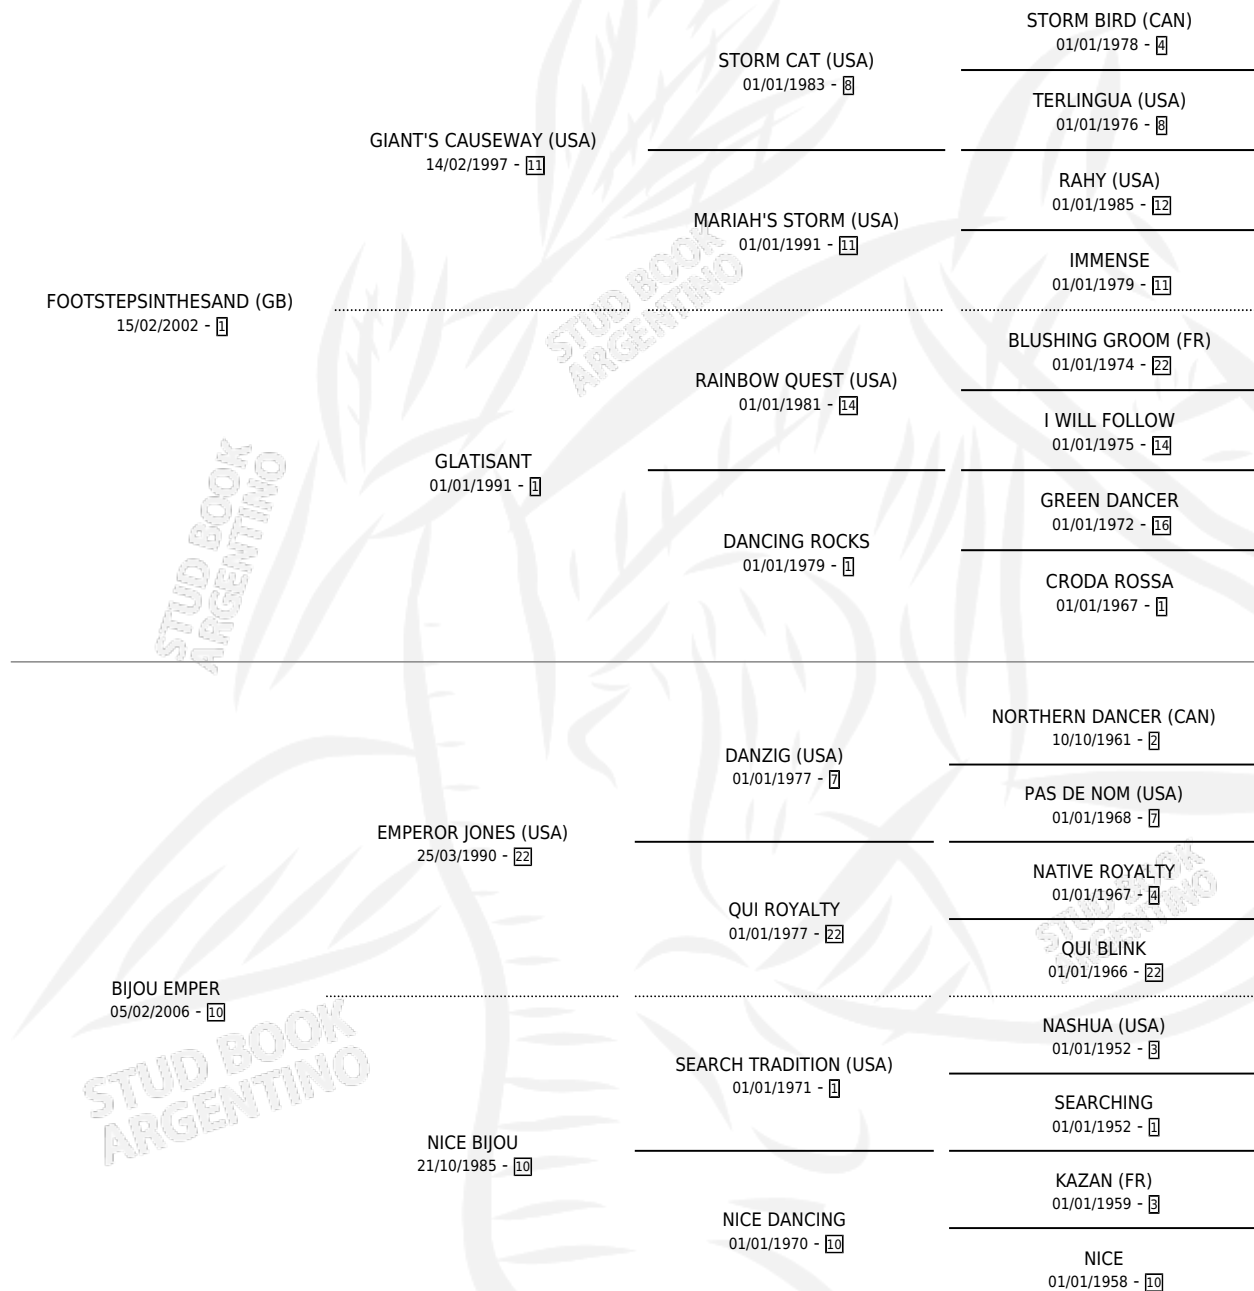 STORM BIRD (CAN)
01/01/1978 - 4
STORM CAT (USA)
01/01/1983 - 8
TERLINGUA (USA)
01/01/1976 - 8
GIANT'S CAUSEWAY (USA)
14/02/1997 - 11
RAHY (USA)
01/01/1985 - 12
MARIAH'S STORM (USA)
01/01/1991 - 11
IMMENSE
01/01/1979 - 11
FOOTSTEPSINTHESAND (GB)
15/02/2002 - 1
BLUSHING GROOM (FR)
01/01/1974 - 22
RAINBOW QUEST (USA)
01/01/1981 - 14
I WILL FOLLOW
01/01/1975 - 14
GLATISANT
01/01/1991 - 1
GREEN DANCER
01/01/1972 - 16
DANCING ROCKS
01/01/1979 - 1
CRODA ROSSA
01/01/1967 - 1
NORTHERN DANCER (CAN)
10/10/1961 - 2
DANZIG (USA)
01/01/1977 - 7
PAS DE NOM (USA)
01/01/1968 - 7
EMPEROR JONES (USA)
25/03/1990 - 22
NATIVE ROYALTY
01/01/1967 - 4
QUI ROYALTY
01/01/1977 - 22
QUI BLINK
01/01/1966 - 22
BIJOU EMPER
05/02/2006 - 10
NASHUA (USA)
01/01/1952 - 3
SEARCH TRADITION (USA)
01/01/1971 - 1
SEARCHING
01/01/1952 - 1
NICE BIJOU
21/10/1985 - 10
KAZAN (FR)
01/01/1959 - 3
NICE DANCING
01/01/1970 - 10
NICE
01/01/1958 - 10
STUD BOOK
ARGENTINO
STUD BOOK
ARGENTINO
STUD BOOK
ARGENTINO
STUD BOOK
ARGENTINO